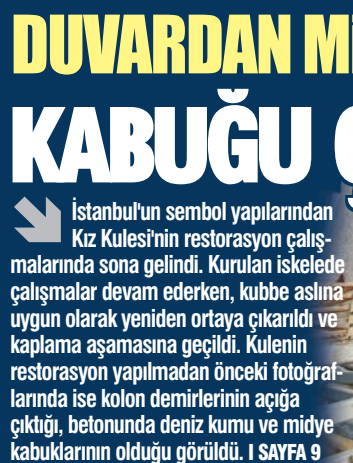 DUVARDAN
KABUĞU
İstanbul'un sembol yapılarından
Kız Kulesi'nin restorasyon çalış-
malarında sona gelindi. Kurulan iskelede
çalışmalar devam ederken, kubbe aslına
uygun olarak yeniden ortaya çıkarıldı ve
kaplama aşamasına geçildi. Kulenin
restorasyon yapılmadan önceki fotoğraf-
larında ise kolon demirlerinin açığa
çıktığı, betonunda deniz kumu ve midye
kabuklarının olduğu görüldü. I SAYFA 9